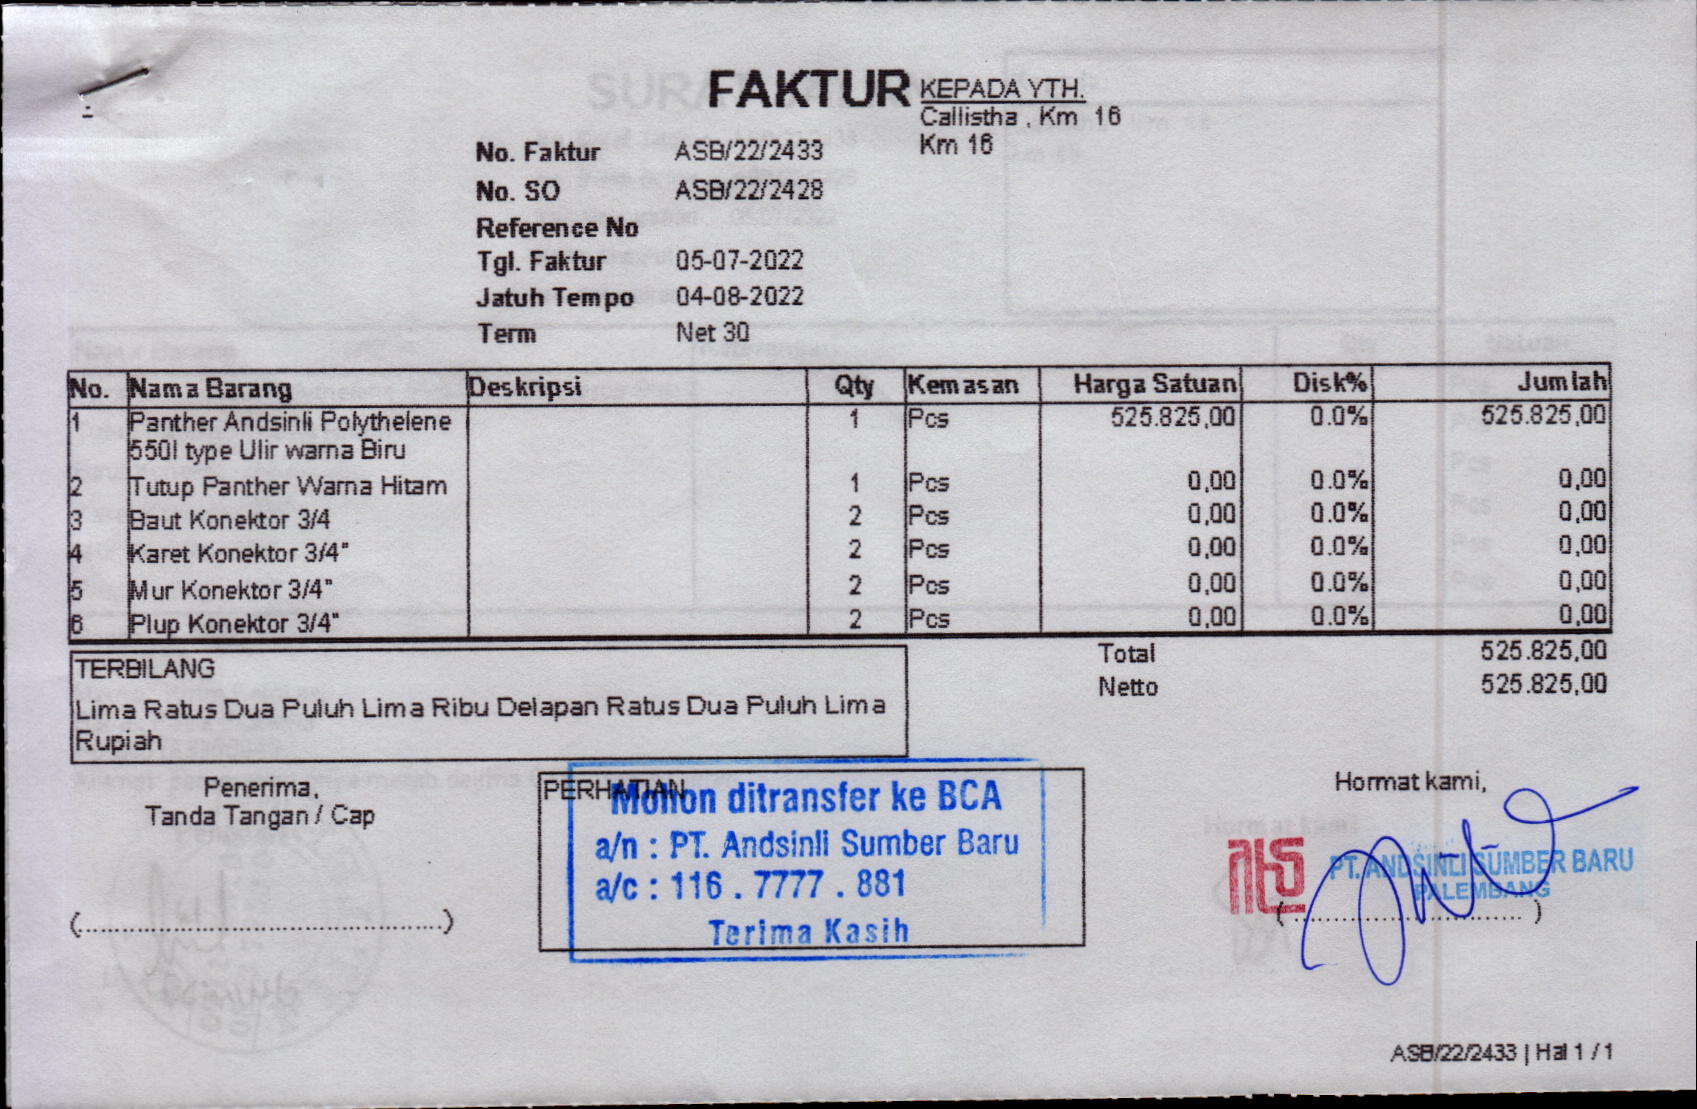 FAKTUR
KEPADA YTH.
Callistha , Km 16
Km 16
No. Faktur ASB/22/2433
No. SO ASB/22/2428
Reference No
Tgl. Faktur 05-07-2022
Jatuh Tempo 04-08-2022
Term Net 30
No. Nama Barang Deskripsi Qty Kemasan Harga Satuan Disk% Jumlah
1 Panther Andsinli Polythelene 1 Pcs 525.825,00 0.0% 525.825,00
550l type Ulir warna Biru
2 Tutup Panther Warna Hitam 1 Pcs 0,00 0.0% 0,00
3 Baut Konektor 3/4 2 Pcs 0,00 0.0% 0,00
4 Karet Konektor 3/4" 2 Pcs 0,00 0.0% 0,00
5 Mur Konektor 3/4" 2 Pcs 0,00 0.0% 0,00
6 Plup Konektor 3/4" 2 Pcs 0,00 0.0% 0,00
Total 525.825,00
Netto 525.825,00
TERBILANG
Lima Ratus Dua Puluh Lima Ribu Delapan Ratus Dua Puluh Lima
Rupiah
Penerima,
Tanda Tangan / Cap
(....................................................)
PERHATIAN
Mohon ditransfer ke BCA
a/n : PT. Andsinli Sumber Baru
a/c : 116 . 7777 . 881
Terima Kasih
Hormat kami,
PT. ANDSINLI SUMBER BARU
PALEMBANG
(....................................)
ASB/22/2433 | Hal 1 / 1